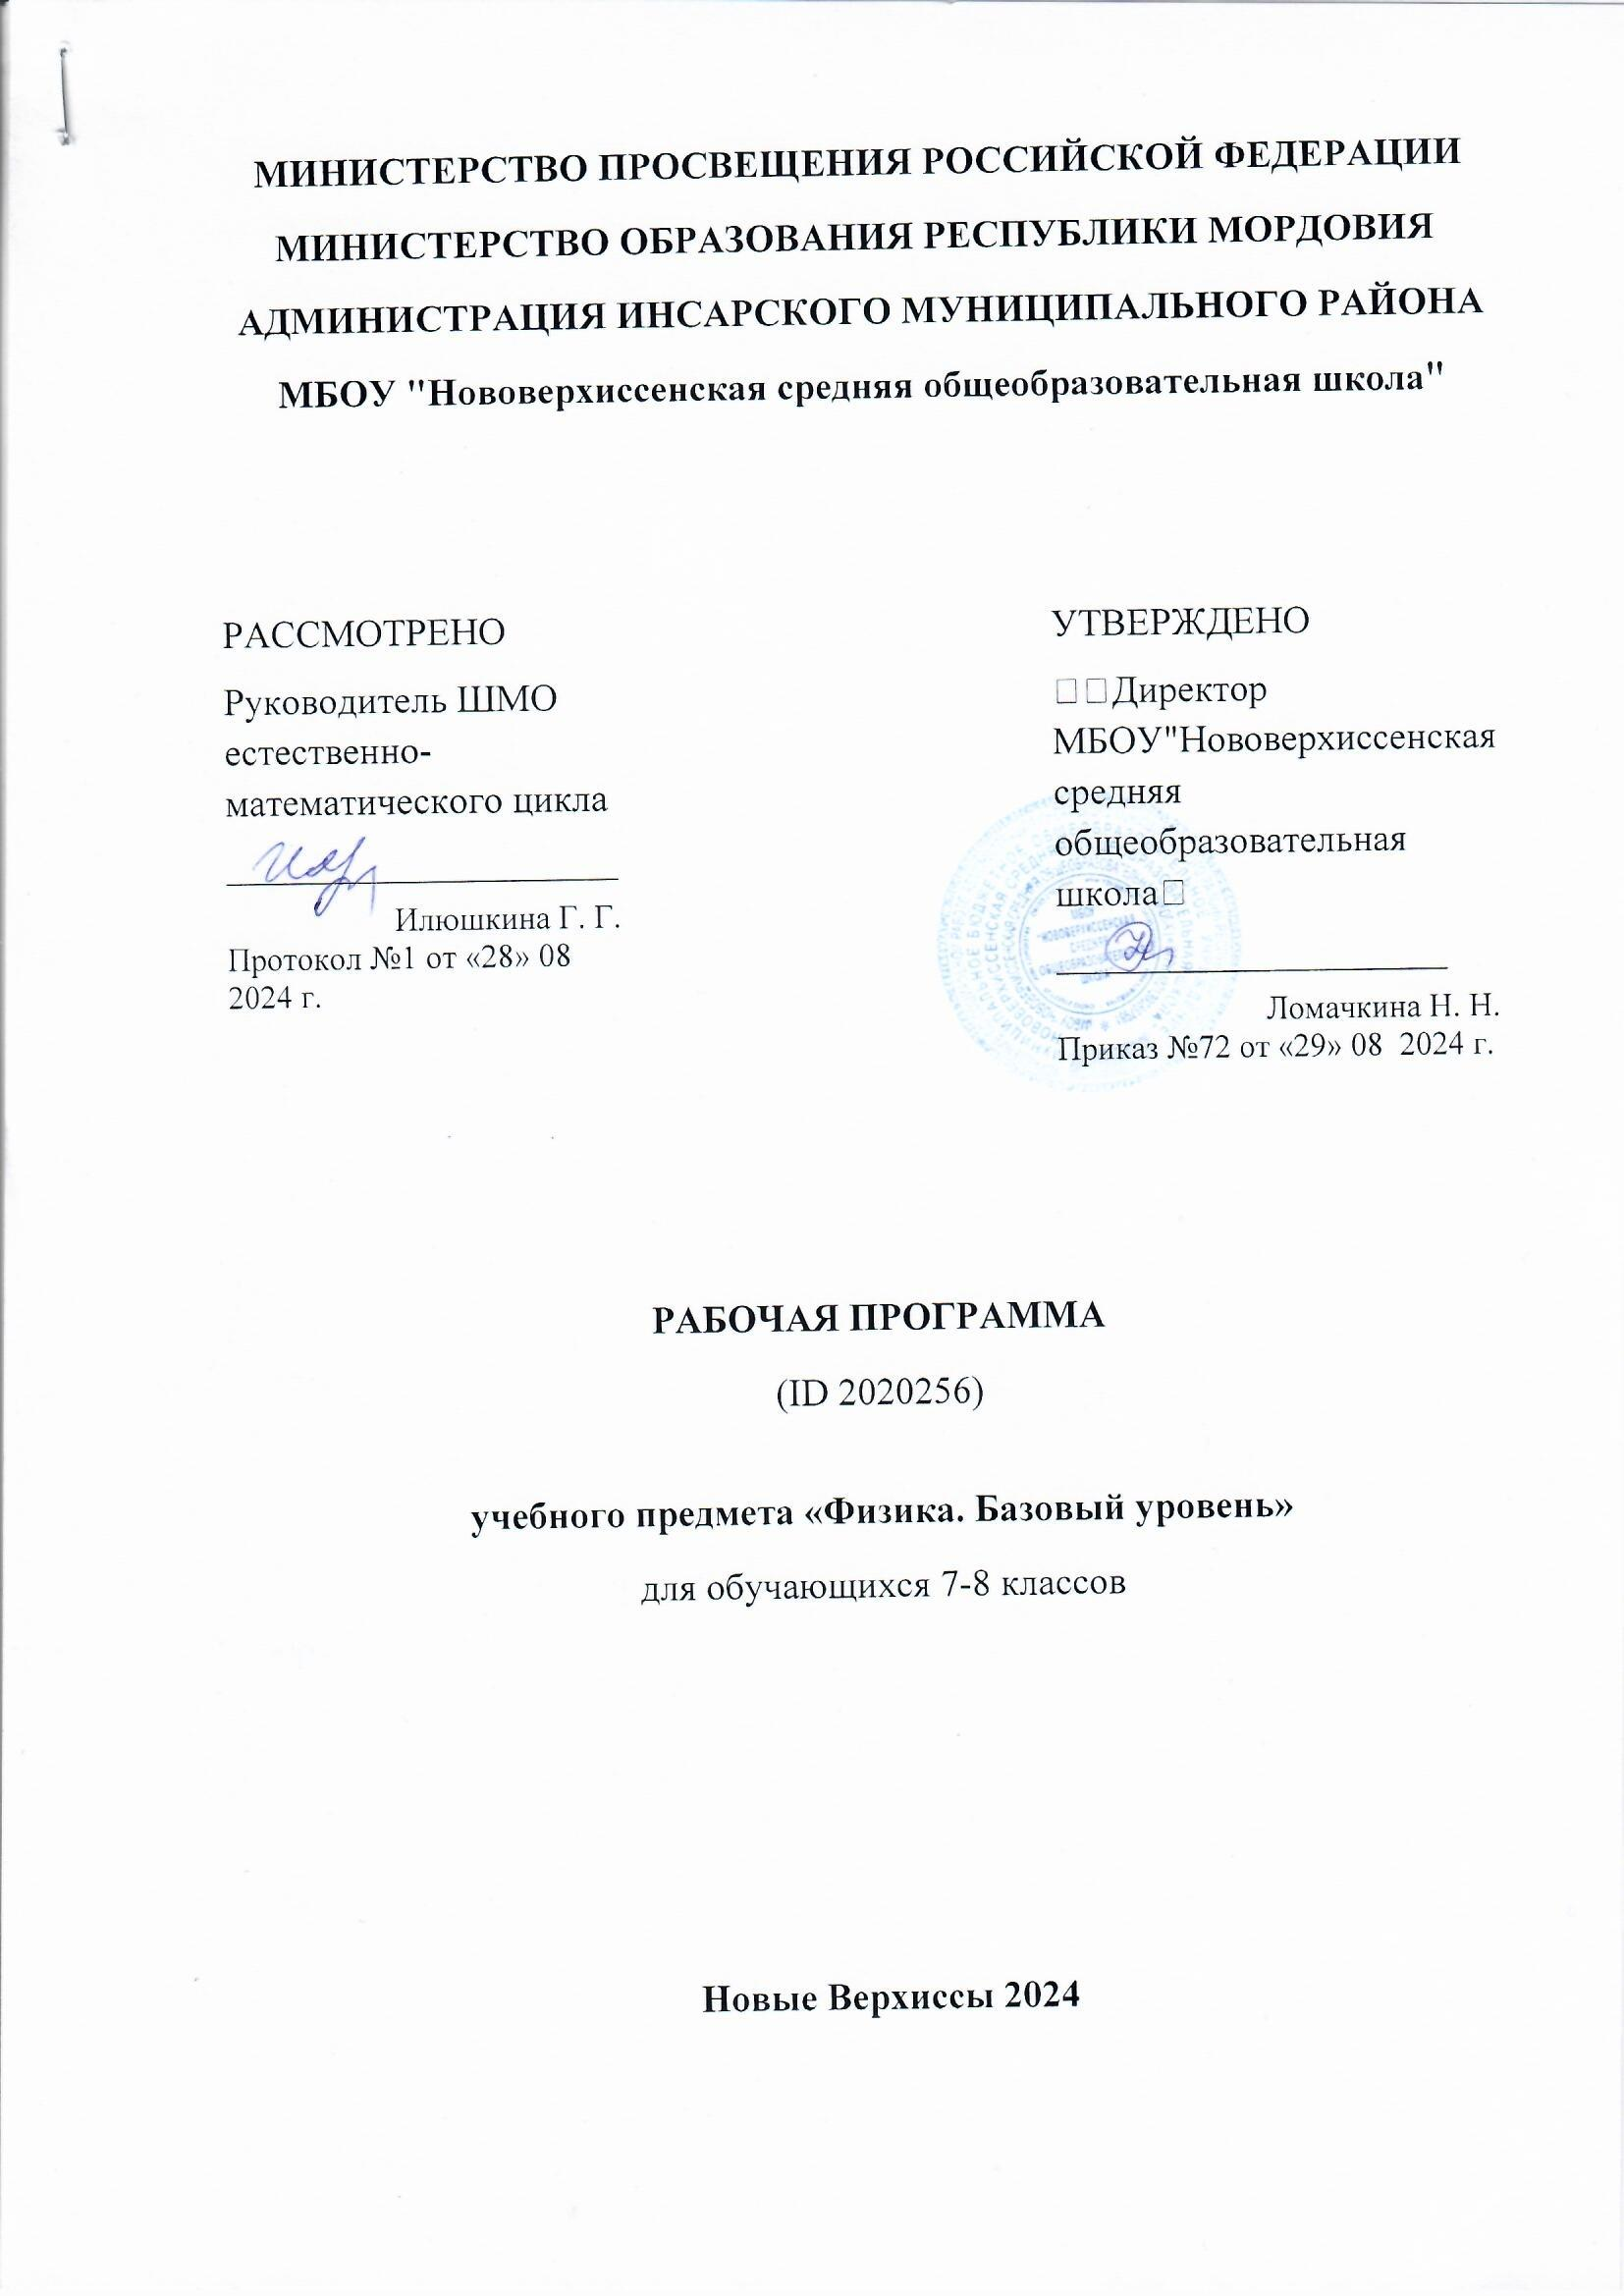 МИНИСТЕРСТВО ПРОСВЕЩЕНИЯ РОССИЙСКОЙ ФЕДЕРАЦИИ
МИНИСТЕРСТВО ОБРАЗОВАНИЯ РЕСПУБЛИКИ МОРДОВИЯ
АДМИНИСТРАЦИЯ ИНСАРСКОГО МУНИЦИПАЛЬНОГО РАЙОНА
МБОУ "Нововерхиссенская средняя общеобразовательная школа"
РАССМОТРЕНО
Руководитель ШМО
естественно-
математического цикла
Илюшкина Г. Г.
Протокол №1 от «28» 08
2024 г.
УТВЕРЖДЕНО
□□Директор
МБОУ"Нововерхиссенская
средняя
общеобразовательная
школа□
Ломачкина Н. Н.
Приказ №72 от «29» 08 2024 г.
РАБОЧАЯ ПРОГРАММА
(ID 2020256)
учебного предмета «Физика. Базовый уровень»
для обучающихся 7-8 классов
Новые Верхиссы 2024